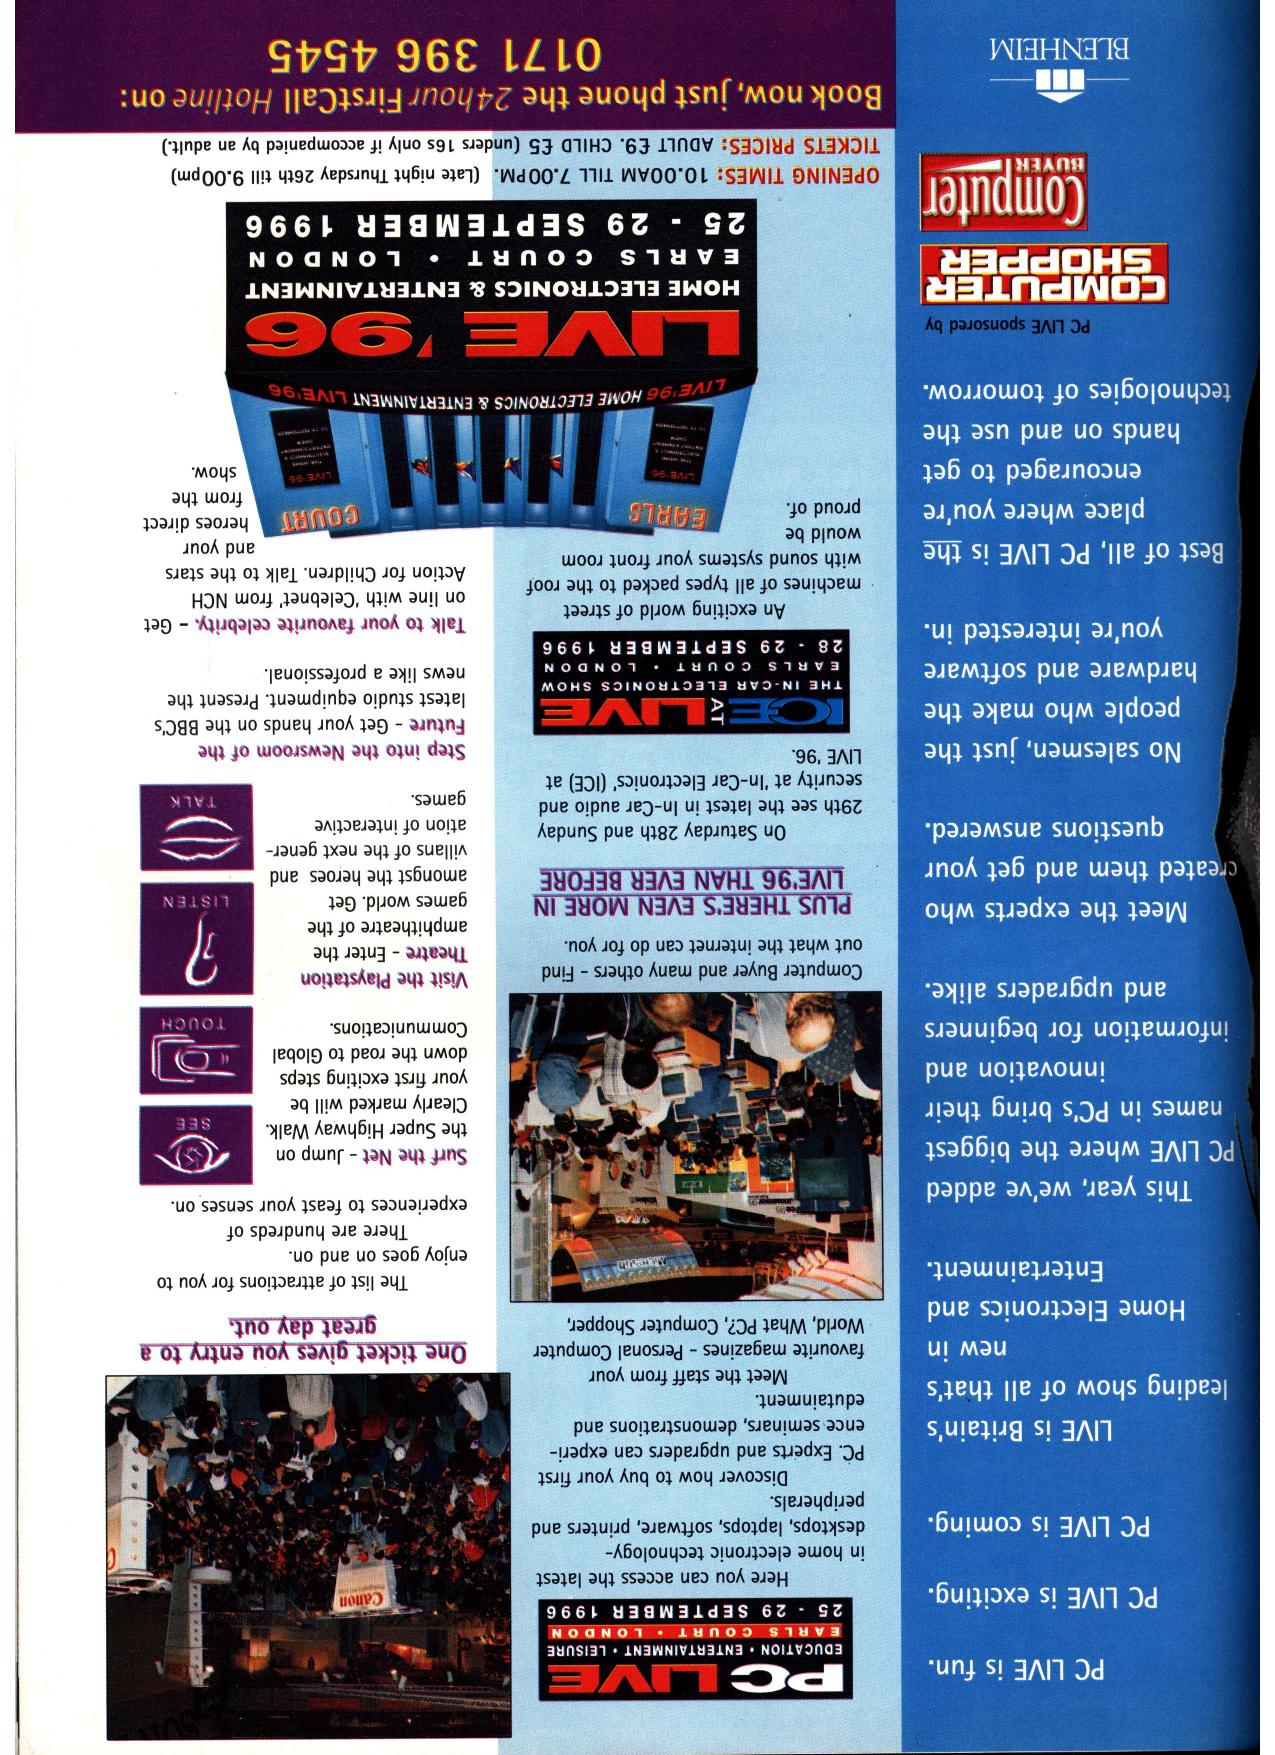 PC LIVE is fun.
PC LIVE is exciting.
PC LIVE is coming.
LIVE is Britain's
leading show of all that's
new in
Home Electronics and
Entertainment.
This year, we've added
PC LIVE where the biggest
names in PC's bring their
innovation and
information for beginners
and upgraders alike.
Meet the experts who
created them and get your
questions answered.
No salesmen, just the
people who make the
hardware and software
you're interested in.
Best of all, PC LIVE is the
place where you're
encouraged to get
hands on and use the
technologies of tomorrow.
PC LIVE sponsored by
COMPUTER
SHOPPER
Computer
BUYER
BLENHEIM
PC LIVE
EDUCATION • ENTERTAINMENT • LEISURE
EARLS COURT • LONDON
25 - 29 SEPTEMBER 1996
Here you can access the latest
in home electronic technology-
desktops, laptops, software, printers and
peripherals.
Discover how to buy your first
PC. Experts and upgraders can experi-
ence seminars, demonstrations and
edutainment.
Meet the staff from your
favourite magazines - Personal Computer
World, What PC?, Computer Shopper,
Microsoft
Computer Buyer and many others - Find
out what the internet can do for you.
PLUS THERE'S EVEN MORE IN
LIVE'96 THAN EVER BEFORE
On Saturday 28th and Sunday
29th see the latest in In-Car audio and
security at 'In-Car Electronics' (ICE) at
LIVE '96.
ICE AT LIVE
THE IN-CAR ELECTRONICS SHOW
EARLS COURT • LONDON
28 - 29 SEPTEMBER 1996
An exciting world of street
machines of all types packed to the roof
with sound systems your front room
would be
proud of.
Canon
One ticket gives you entry to a
great day out.
The list of attractions for you to
enjoy goes on and on.
There are hundreds of
experiences to feast your senses on.
Surf the Net - Jump on
the Super Highway Walk.
Clearly marked will be
your first exciting steps
down the road to Global
Communications.
SEE
TOUCH
Visit the Playstation
Theatre - Enter the
amphitheatre of the
games world. Get
amongst the heroes and
villans of the next gener-
ation of interactive
games.
LISTEN
TALK
Step into the Newsroom of the
Future - Get your hands on the BBC's
latest studio equipment. Present the
news like a professional.
Talk to your favourite celebrity. - Get
on line with 'Celebnet' from NCH
Action for Children. Talk to the stars
and your
heroes direct
from the
show.
EARLS COURT
LIVE'96 HOME ELECTRONICS & ENTERTAINMENT LIVE'96
LIVE '96
HOME ELECTRONICS & ENTERTAINMENT
EARLS COURT • LONDON
25 - 29 SEPTEMBER 1996
OPENING TIMES: 10.00AM TILL 7.00PM. (Late night Thursday 26th till 9.00pm)
TICKETS PRICES: ADULT £9. CHILD £5 (unders 16s only if accompanied by an adult.)
Book now, just phone the 24hour FirstCall Hotline on:
0171 396 4545